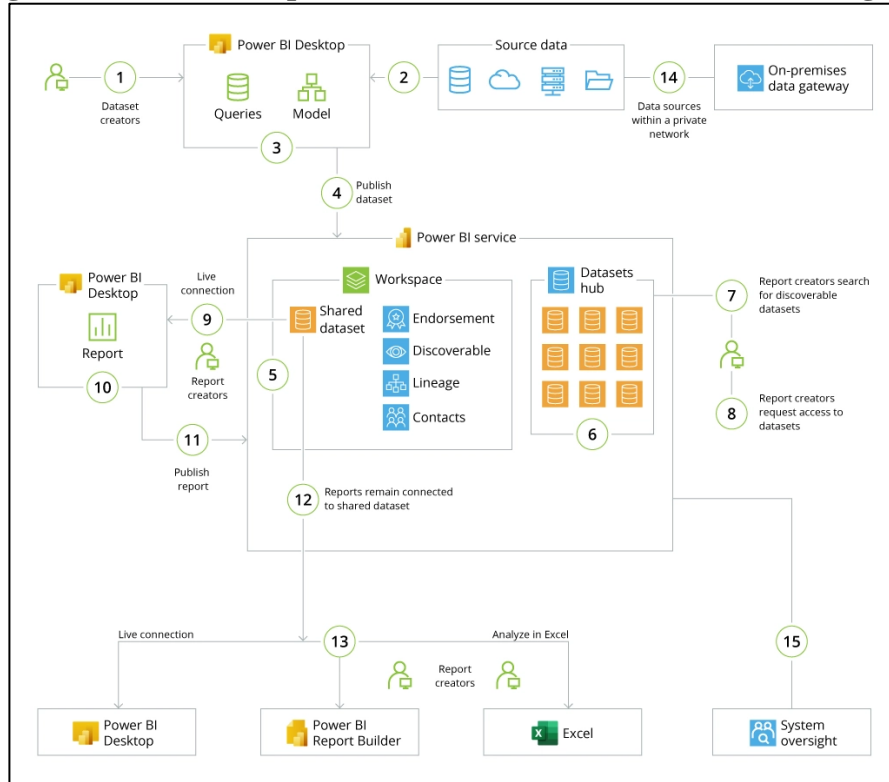 Power BI Desktop
Source data
1
Dataset
creators
Queries
Model
2
14
Data sources
within a private
network
On-premises
data gateway
3
4
Publish
dataset
Power BI service
Power BI
Desktop
Report
10
Live
connection
9
Report
creators
11
Publish
report
Workspace
Shared
dataset
5
Endorsement
Discoverable
Lineage
Contacts
Datasets
hub
6
7
Report creators search
for discoverable
datasets
8
Report creators
request access to
datasets
12
Reports remain connected
to shared dataset
Live connection
13
Analyze in Excel
Report
creators
15
Power BI
Desktop
Power BI
Report Builder
Excel
System
oversight